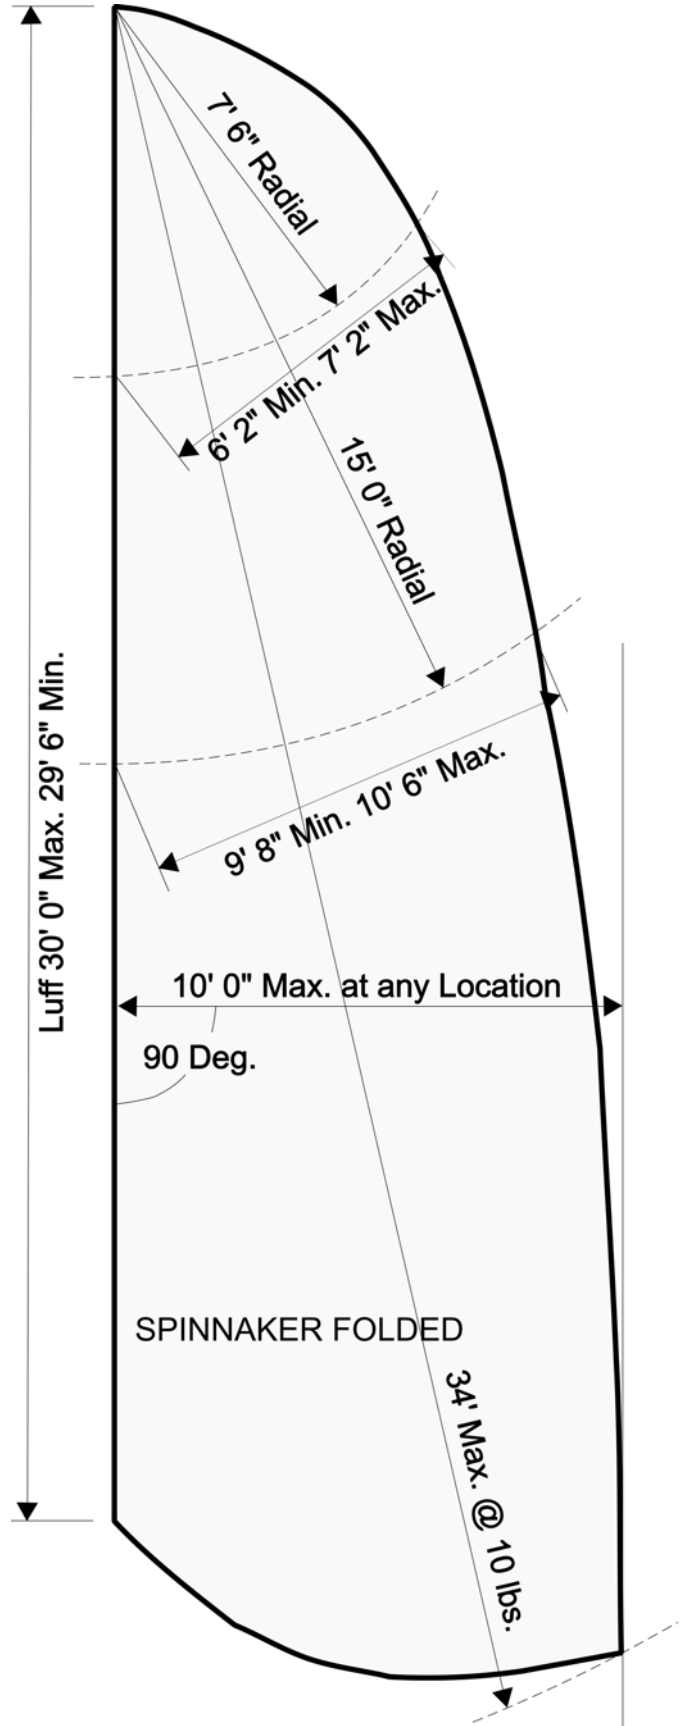 7' 6" Radial
6' 2" Min. 7' 2" Max.
15' 0" Radial
Luff 30' 0" Max. 29' 6" Min.
9' 8" Min. 10' 6" Max.
10' 0" Max. at any Location
90 Deg.
SPINNAKER FOLDED
34' Max. @ 10 lbs.